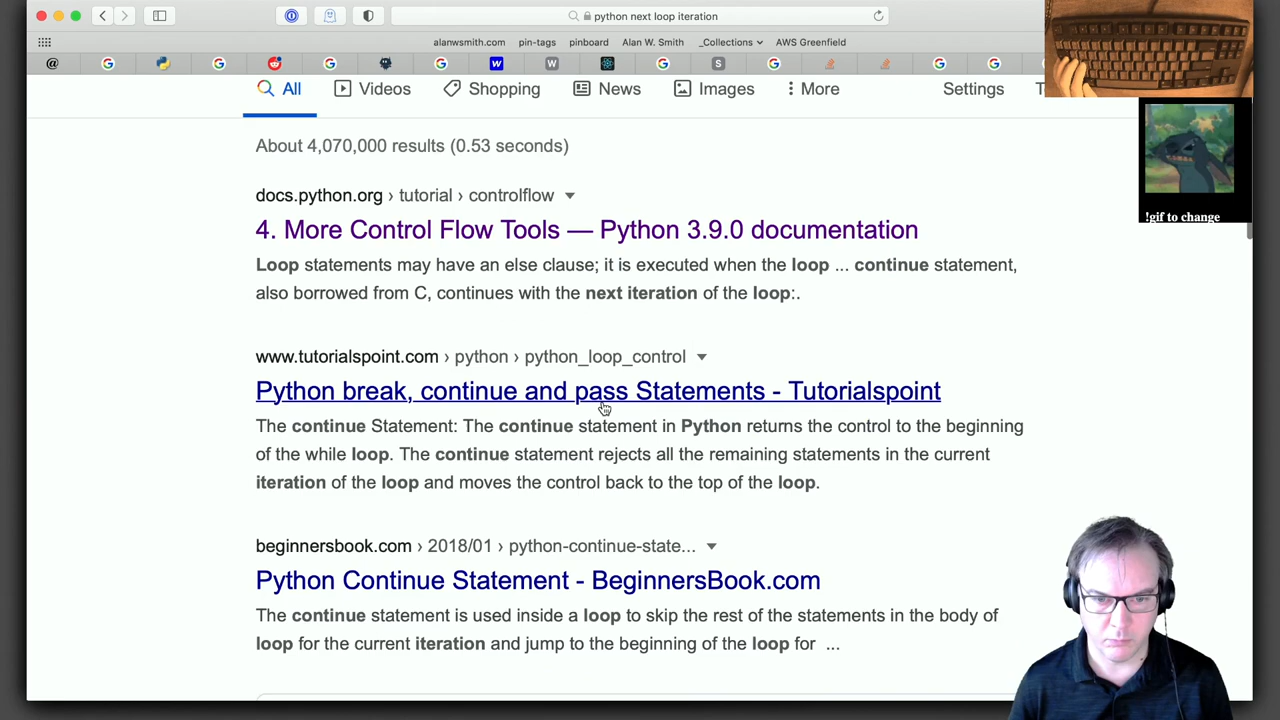 python next loop iteration
alanwsmith.com pin-tags pinboard Alan W. Smith _Collections AWS Greenfield
All Videos Shopping News Images More Settings
About 4,070,000 results (0.53 seconds)
docs.python.org › tutorial › controlflow
4. More Control Flow Tools — Python 3.9.0 documentation
Loop statements may have an else clause; it is executed when the loop ... continue statement,
also borrowed from C, continues with the next iteration of the loop:.
www.tutorialspoint.com › python › python_loop_control
Python break, continue and pass Statements - Tutorialspoint
The continue Statement: The continue statement in Python returns the control to the beginning
of the while loop. The continue statement rejects all the remaining statements in the current
iteration of the loop and moves the control back to the top of the loop.
beginnersbook.com › 2018/01 › python-continue-state...
Python Continue Statement - BeginnersBook.com
The continue statement is used inside a loop to skip the rest of the statements in the body of
loop for the current iteration and jump to the beginning of the loop for ...
!gif to change